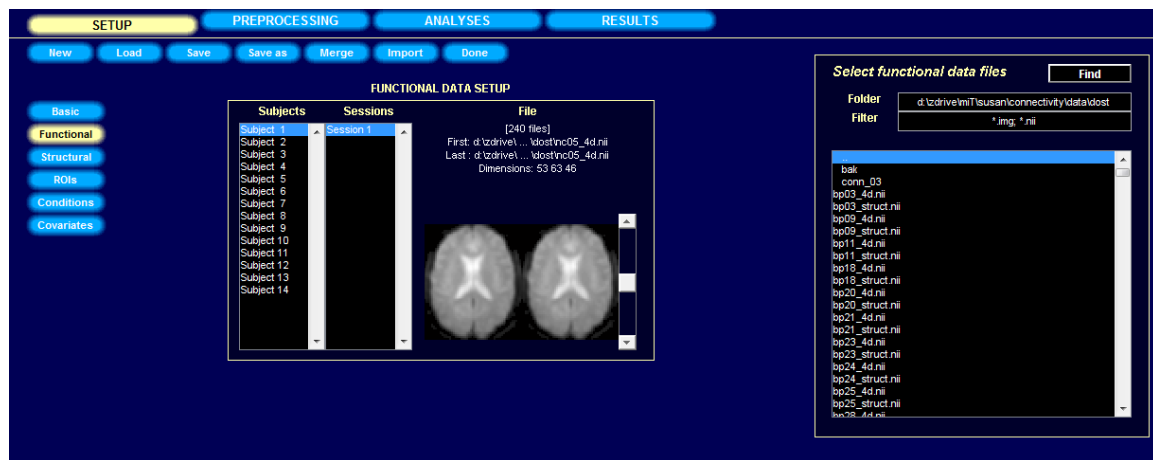 SETUP PREPROCESSING ANALYSES RESULTS
New Load Save Save as Merge Import Done
Basic
Functional
Structural
ROIs
Conditions
Covariates
FUNCTIONAL DATA SETUP
Subjects Sessions File
Subject 1
Subject 2
Subject 3
Subject 4
Subject 5
Subject 6
Subject 7
Subject 8
Subject 9
Subject 10
Subject 11
Subject 12
Subject 13
Subject 14
Session 1
[240 files]
First: d:\zdrive\ ... \dost\nc05_4d.nii
Last : d:\zdrive\ ... \dost\nc05_4d.nii
Dimensions: 53 63 46
Select functional data files Find
Folder d:\zdrive\miT\susan\connectivity\data\dost
Filter *.img; *.nii
..
bak
conn_03
bp03_4d.nii
bp03_struct.nii
bp09_4d.nii
bp09_struct.nii
bp11_4d.nii
bp11_struct.nii
bp18_4d.nii
bp18_struct.nii
bp20_4d.nii
bp20_struct.nii
bp21_4d.nii
bp21_struct.nii
bp23_4d.nii
bp23_struct.nii
bp24_4d.nii
bp24_struct.nii
bp25_4d.nii
bp25_struct.nii
bp28_4d.nii